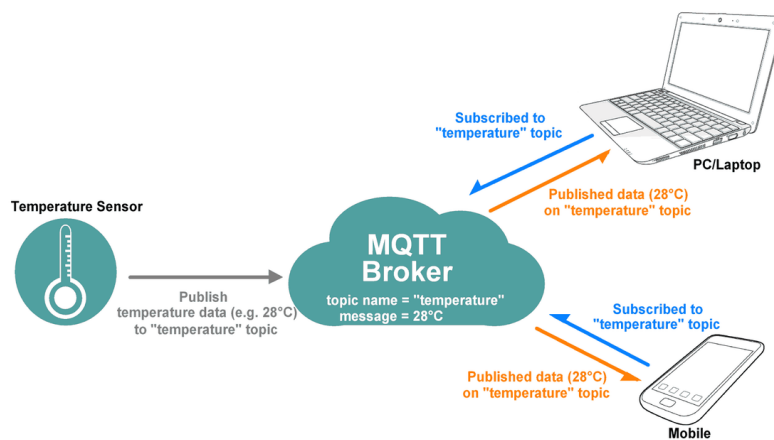 Subscribed to
"temperature" topic
PC/Laptop
Published data (28°C)
on "temperature" topic
Temperature Sensor
MQTT
Broker
topic name = "temperature"
message = 28°C
Publish
temperature data (e.g. 28°C)
to "temperature" topic
Subscribed to
"temperature" topic
Published data (28°C)
on "temperature" topic
Mobile